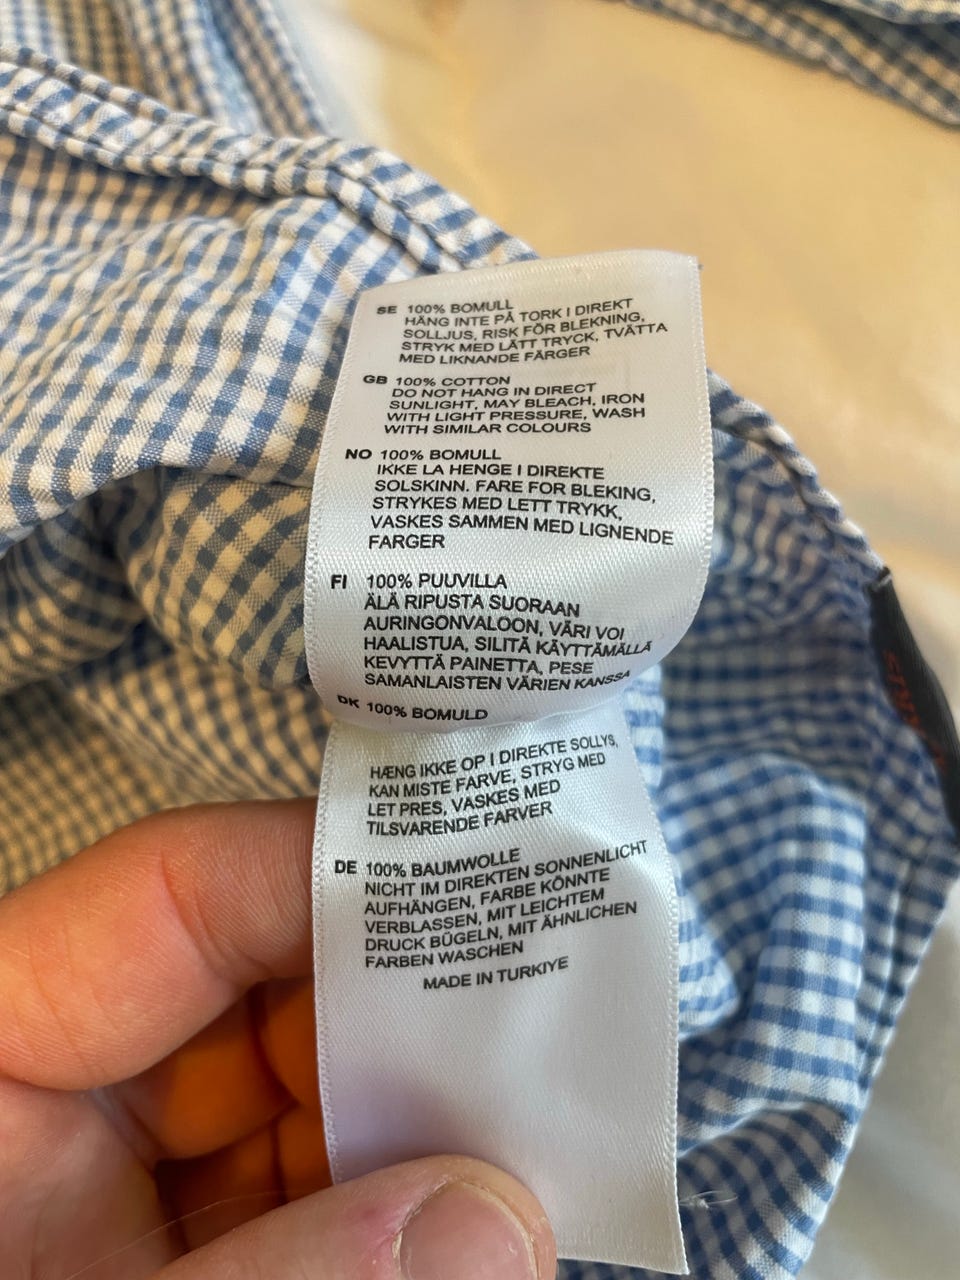 SE 100% BOMULL
HÄNG INTE PÅ TORK I DIREKT
SOLLJUS, RISK FÖR BLEKNING,
STRYK MED LÄTT TRYCK, TVÄTTA
MED LIKNANDE FÄRGER
GB 100% COTTON
DO NOT HANG IN DIRECT
SUNLIGHT, MAY BLEACH, IRON
WITH LIGHT PRESSURE, WASH
WITH SIMILAR COLOURS
NO 100% BOMULL
IKKE LA HENGE I DIREKTE
SOLSKINN. FARE FOR BLEKING,
STRYKES MED LETT TRYKK,
VASKES SAMMEN MED LIGNENDE
FARGER
FI 100% PUUVILLA
ÄLÄ RIPUSTA SUORAAN
AURINGONVALOON, VÄRI VOI
HAALISTUA, SILITÄ KÄYTTÄMÄLLÄ
KEVYTTÄ PAINETTA, PESE
SAMANLAISTEN VÄRIEN KANSSA
DK 100% BOMULD
HÆNG IKKE OP I DIREKTE SOLLYS,
KAN MISTE FARVE, STRYG MED
LET PRES, VASKES MED
TILSVARENDE FARVER
DE 100% BAUMWOLLE
NICHT IM DIREKTEN SONNENLICHT
AUFHÄNGEN, FARBE KÖNNTE
VERBLASSEN, MIT LEICHTEM
DRUCK BÜGELN, MIT ÄHNLICHEN
FARBEN WASCHEN
MADE IN TURKIYE